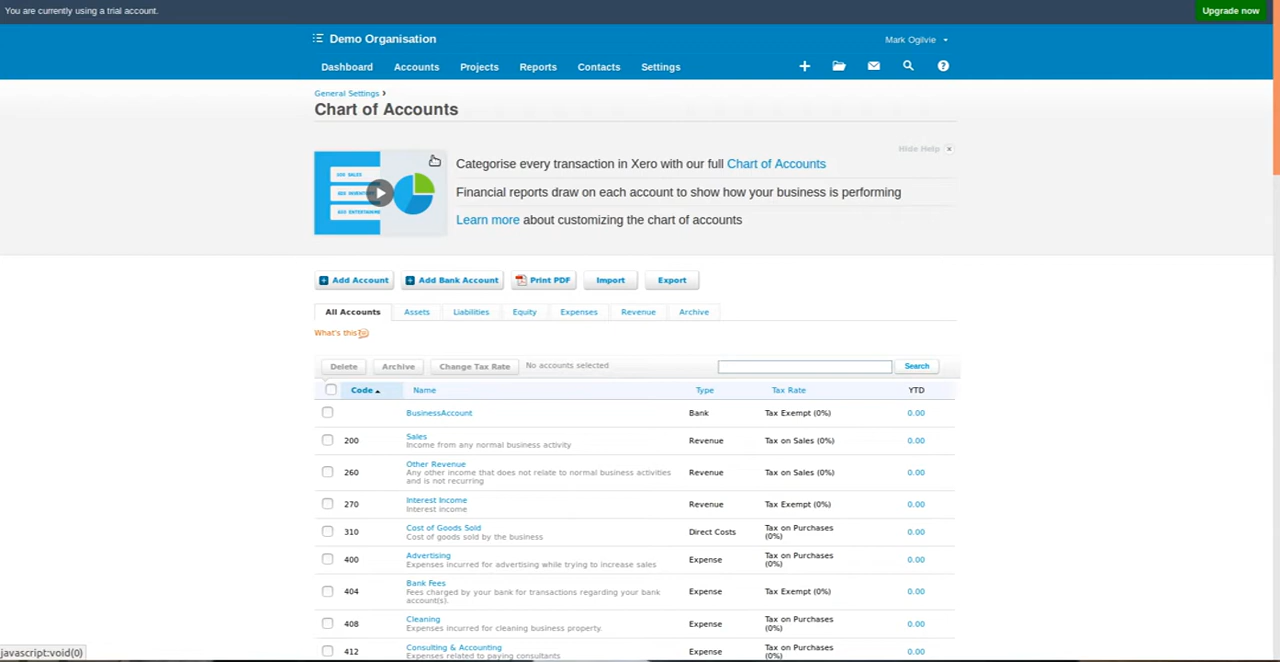 You are currently using a trial account.
Upgrade now
Demo Organisation
Mark Ogilvie
Dashboard Accounts Projects Reports Contacts Settings
General Settings ›
Chart of Accounts
Hide Help
Categorise every transaction in Xero with our full Chart of Accounts
Financial reports draw on each account to show how your business is performing
Learn more about customizing the chart of accounts
Add Account Add Bank Account Print PDF Import Export
All Accounts Assets Liabilities Equity Expenses Revenue Archive
What's this?
Delete Archive Change Tax Rate No accounts selected Search
Code Name Type Tax Rate YTD
BusinessAccount Bank Tax Exempt (0%) 0.00
200 Sales Revenue Tax on Sales (0%) 0.00
Income from any normal business activity
260 Other Revenue Revenue Tax on Sales (0%) 0.00
Any other income that does not relate to normal business activities
and is not recurring
270 Interest Income Revenue Tax Exempt (0%) 0.00
Interest income
310 Cost of Goods Sold Direct Costs Tax on Purchases (0%) 0.00
Cost of goods sold by the business
400 Advertising Expense Tax on Purchases (0%) 0.00
Expenses incurred for advertising while trying to increase sales
404 Bank Fees Expense Tax Exempt (0%) 0.00
Fees charged by your bank for transactions regarding your bank
account(s).
408 Cleaning Expense Tax on Purchases (0%) 0.00
Expenses incurred for cleaning business property.
412 Consulting & Accounting Expense Tax on Purchases (0%) 0.00
Expenses related to paying consultants
javascript:void(0)